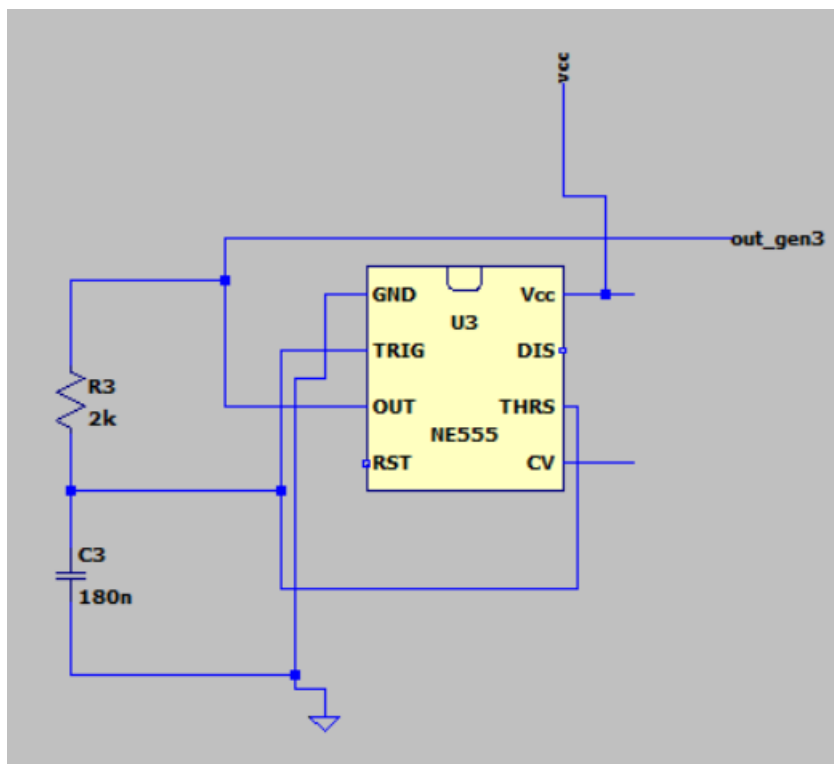 vcc
out_gen3
GND
Vcc
U3
TRIG
DIS
R3
2k
OUT
THRS
NE555
RST
CV
C3
180n